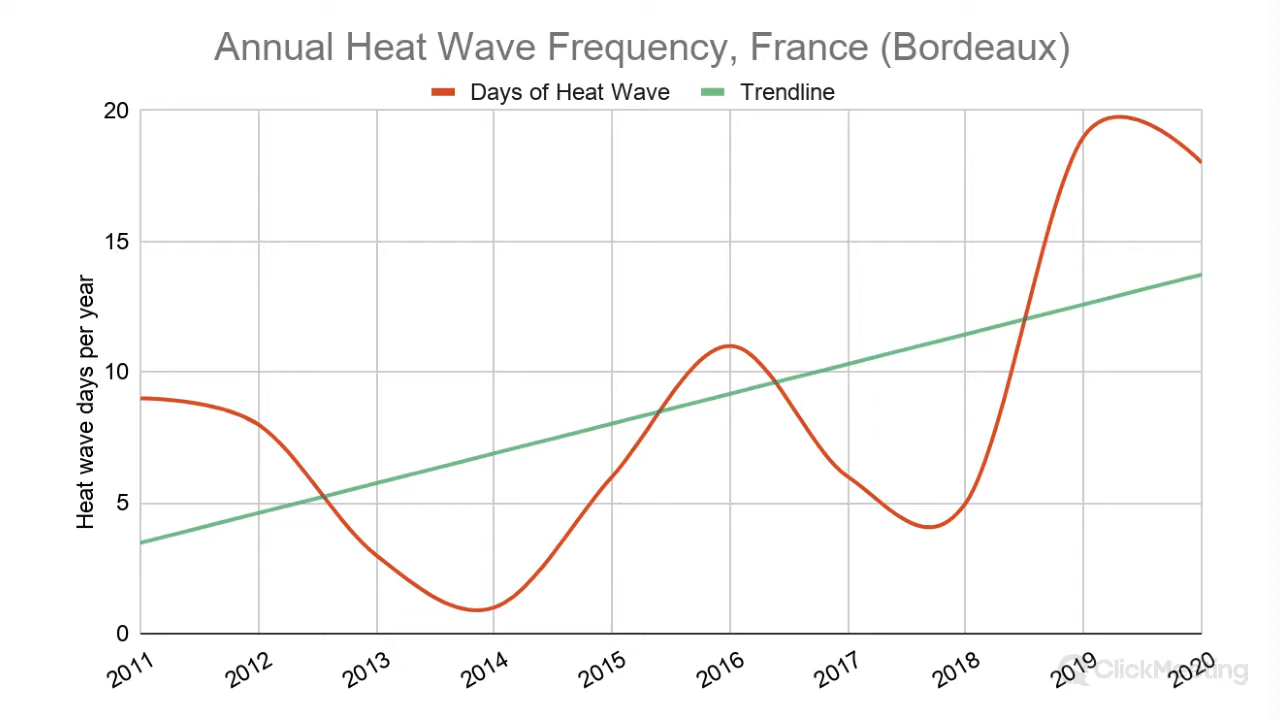 Annual Heat Wave Frequency, France (Bordeaux)
Days of Heat Wave Trendline
20
15
10
5
0
Heat wave days per year
2011 2012 2013 2014 2015 2016 2017 2018 2019 2020
ClickMeeting